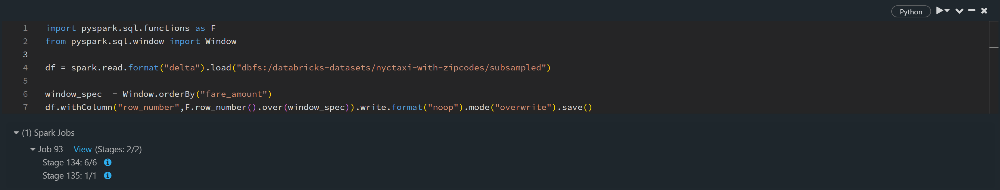 Python
1 import pyspark.sql.functions as F
2 from pyspark.sql.window import Window
3
4 df = spark.read.format("delta").load("dbfs:/databricks-datasets/nyctaxi-with-zipcodes/subsampled")
5
6 window_spec  = Window.orderBy("fare_amount")
7 df.withColumn("row_number",F.row_number().over(window_spec)).write.format("noop").mode("overwrite").save()
(1) Spark Jobs
Job 93 View (Stages: 2/2)
Stage 134: 6/6
Stage 135: 1/1